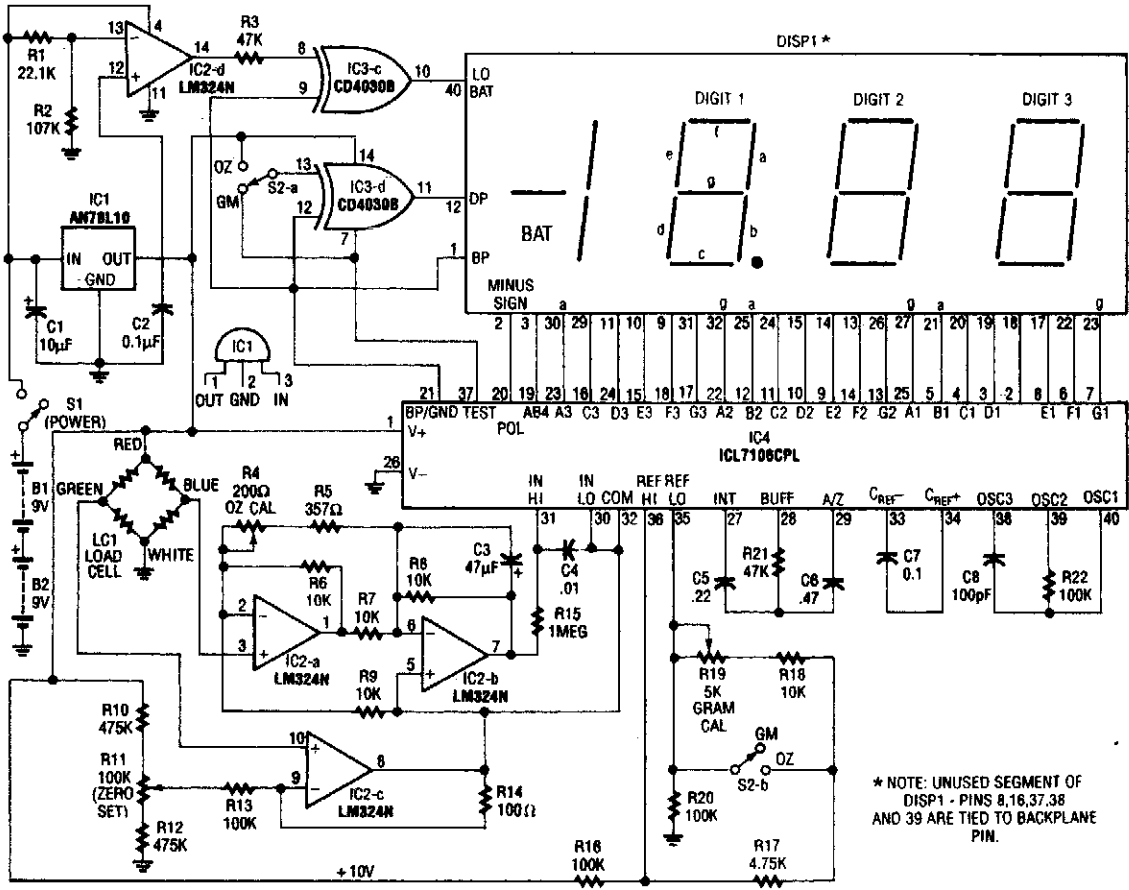 DISP1 *
R1
22.1K
R2
107K
13
12
4
14
11
IC2-d
LM324N
R3
47K
8
9
IC3-c
CD4030B
10
40
LO
BAT
DIGIT 1
DIGIT 2
DIGIT 3
f
e
a
g
d
b
c
BAT
OZ
GM
S2-a
13
12
14
7
IC3-d
CD4030B
11
12
DP
1
BP
IC1
AN78L10
IN OUT
GND
C1
10µF
C2
0.1µF
IC1
1 2 3
OUT GND IN
MINUS
SIGN
a g a g a g
2 3 30 29 11 10 9 31 32 25 24 15 14 13 26 27 21 20 19 18 17 22 23
21 37 20 19 23 16 24 15 18 17 22 12 11 10 9 14 13 25 5 4 3 2 8 6 7
BP/GND TEST POL AB4 A3 C3 D3 E3 F3 G3 A2 B2 C2 D2 E2 F2 G2 A1 B1 C1 D1 E1 F1 G1
1
V+
26
V−
IC4
ICL7106CPL
IN HI
IN LO
COM
REF HI
REF LO
INT
BUFF
A/Z
CREF−
CREF+
OSC3
OSC2
OSC1
31 30 32 36 35 27 28 29 33 34 38 39 40
S1
(POWER)
B1
9V
B2
9V
RED
GREEN
BLUE
WHITE
LC1
LOAD
CELL
R4
200Ω
OZ CAL
R5
357Ω
R6
10K
R7
10K
R8
10K
C3
47µF
C4
.01
R15
1MEG
2
3
1
IC2-a
LM324N
6
5
7
IC2-b
LM324N
R9
10K
C5
.22
R21
47K
C6
.47
C7
0.1
C8
100pF
R22
100K
R10
475K
R11
100K
(ZERO
SET)
R12
475K
R13
100K
10
9
8
IC2-c
LM324N
R14
100Ω
R19
5K
GRAM
CAL
R18
10K
GM
OZ
S2-b
R20
100K
R17
4.75K
R16
100K
+10V
* NOTE: UNUSED SEGMENT OF
DISP1 - PINS 8,16,37,38
AND 39 ARE TIED TO BACKPLANE
PIN.